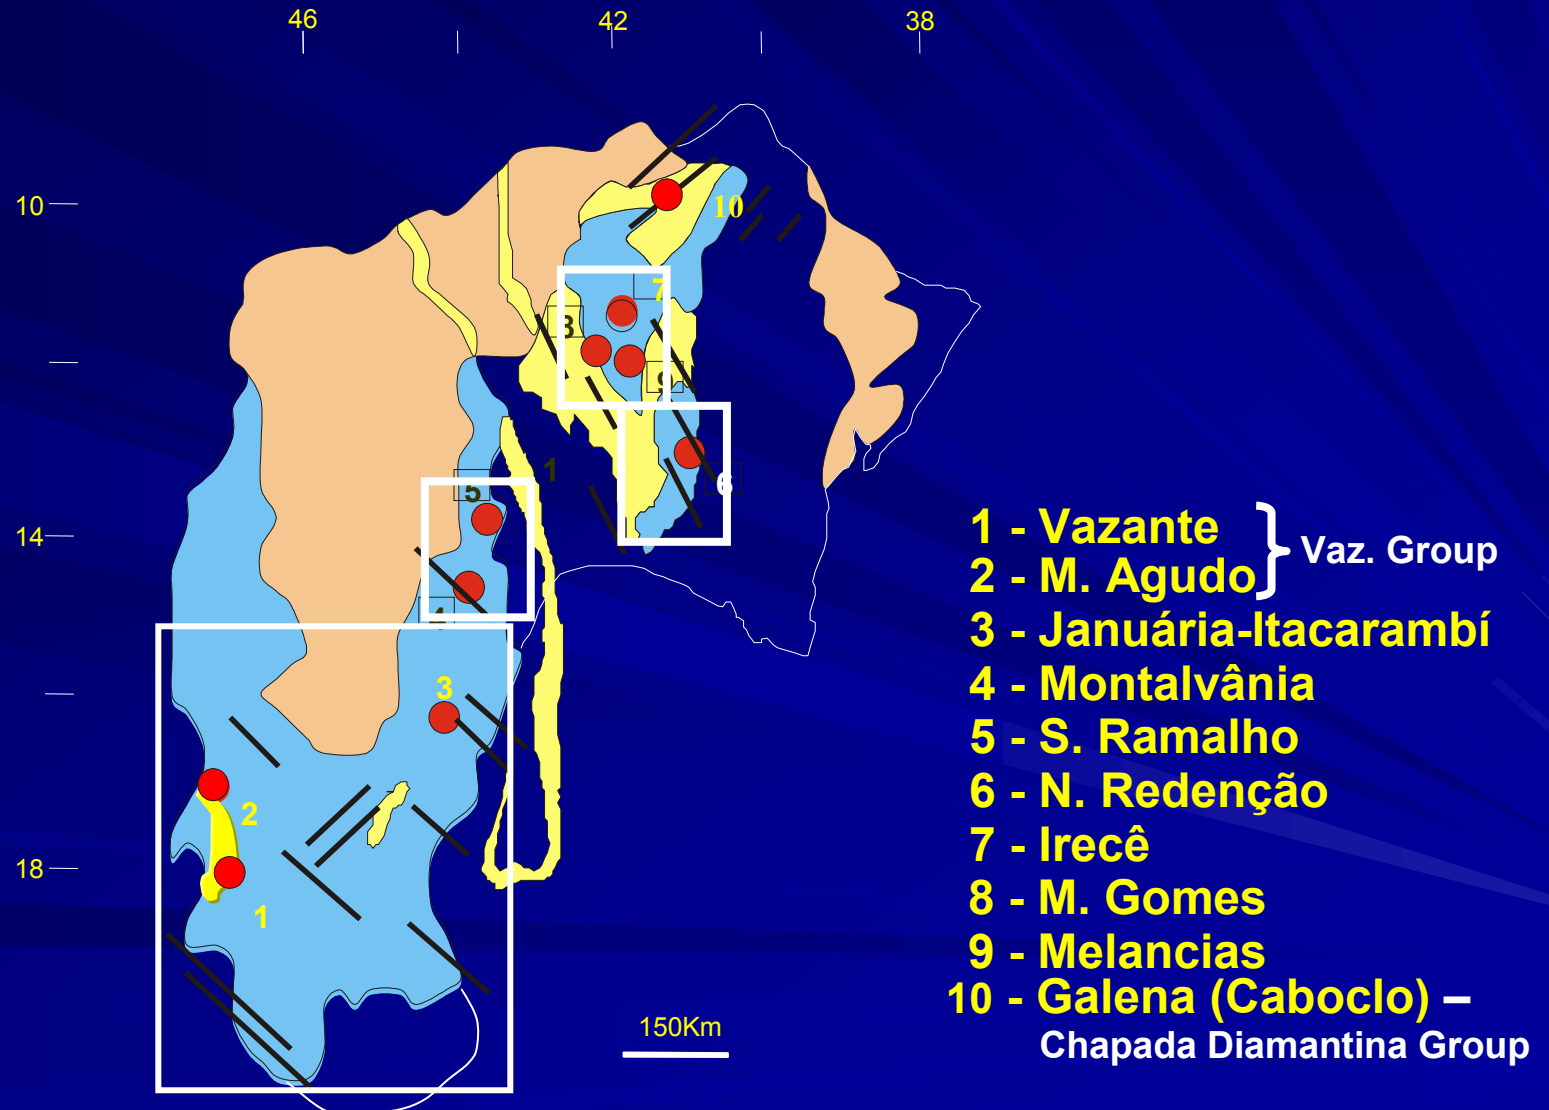 46 42 38
10
10
7
8
9
1
6
5
14
4
3
2
18
1
150Km
1 - Vazante
2 - M. Agudo
Vaz. Group
3 - Januária-Itacarambí
4 - Montalvânia
5 - S. Ramalho
6 - N. Redenção
7 - Irecê
8 - M. Gomes
9 - Melancias
10 - Galena (Caboclo) –
Chapada Diamantina Group